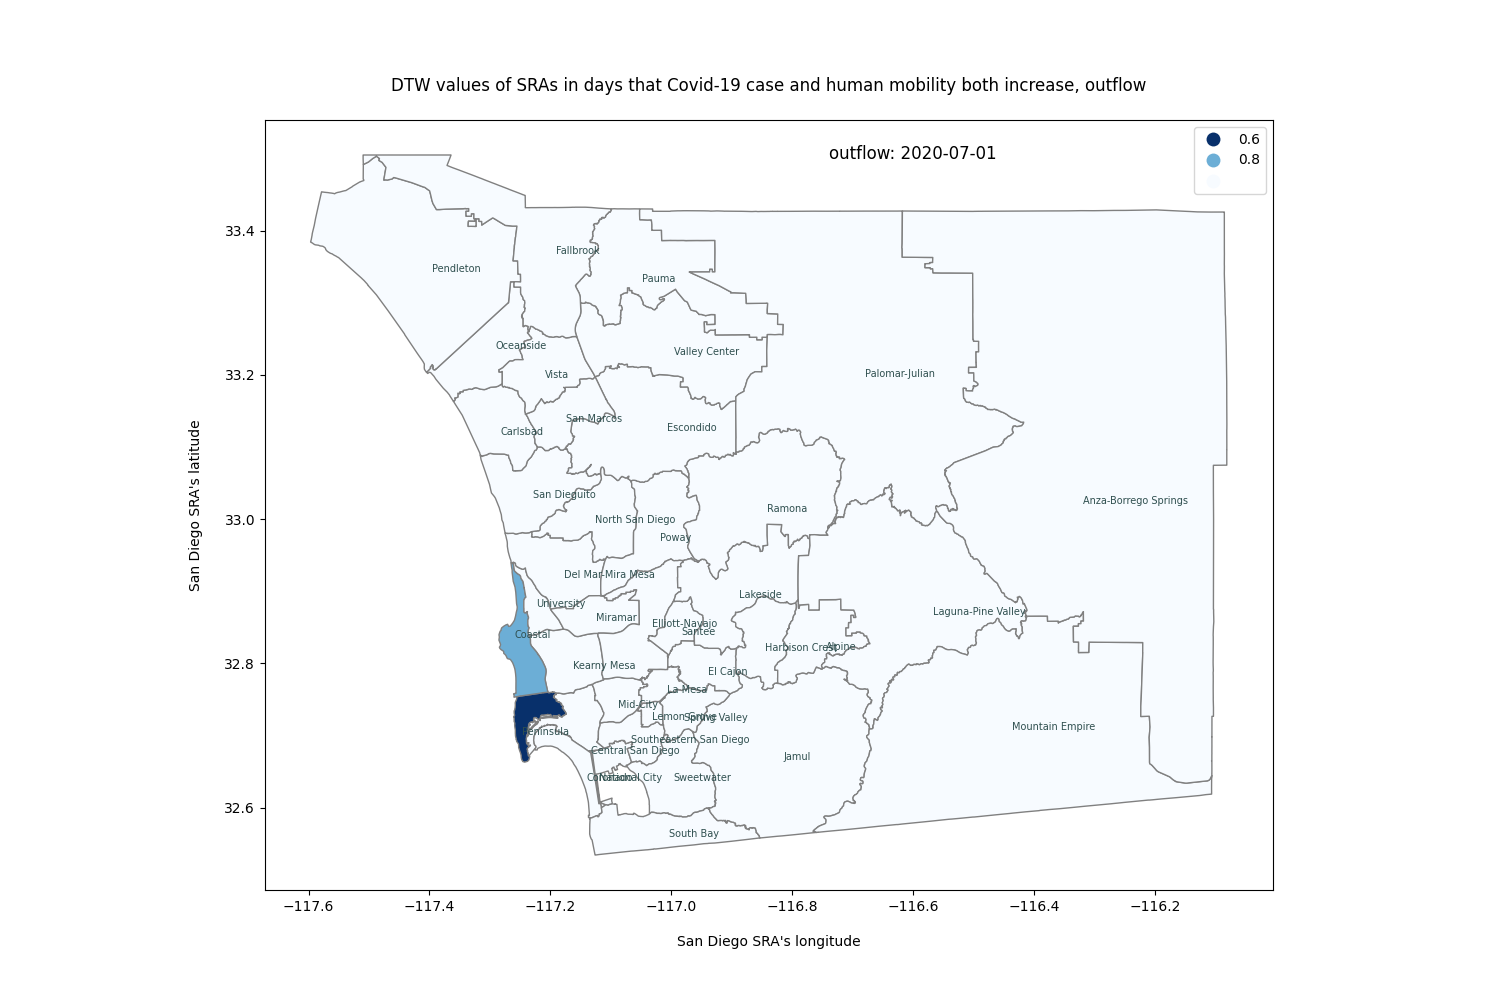 DTW values of SRAs in days that Covid-19 case and human mobility both increase, outflow
outflow: 2020-07-01
0.6
0.8
33.4
33.2
33.0
32.8
32.6
San Diego SRA's latitude
Fallbrook
Pendleton
Pauma
Oceanside
Valley Center
Vista
Palomar-Julian
San Marcos
Carlsbad
Escondido
San Dieguito
Anza-Borrego Springs
Ramona
North San Diego
Poway
Del Mar-Mira Mesa
Lakeside
University
Miramar
Laguna-Pine Valley
Elliott-Navajo
Santee
Coastal
Harbison Crest
Alpine
Kearny Mesa
El Cajon
La Mesa
Mid-City
Lemon Grove
Spring Valley
Mountain Empire
Peninsula
Southeastern San Diego
Central San Diego
Jamul
Coronado
National City
Sweetwater
South Bay
−117.6
−117.4
−117.2
−117.0
−116.8
−116.6
−116.4
−116.2
San Diego SRA's longitude